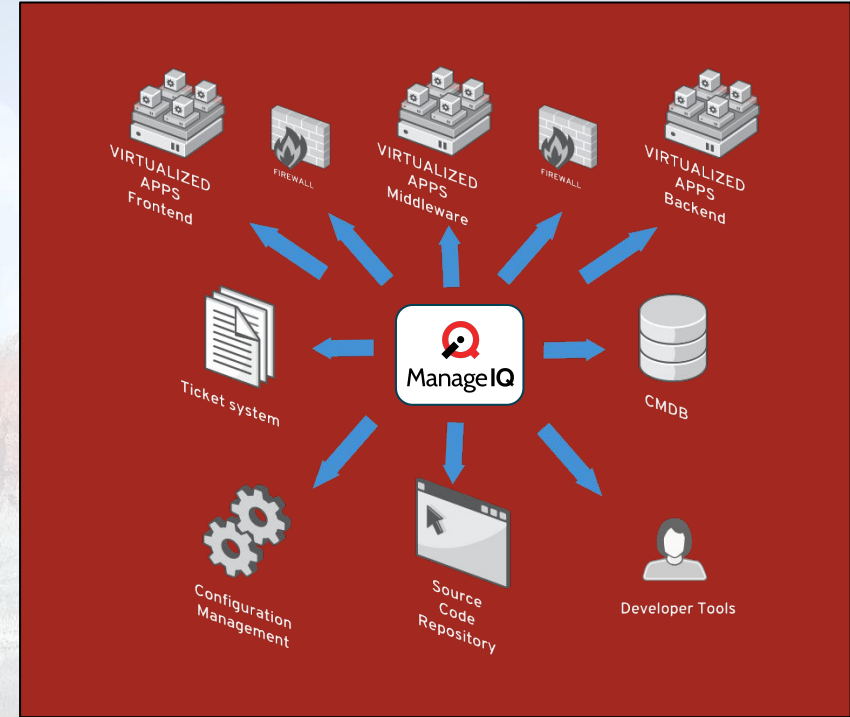 VIRTUALIZED
APPS
Frontend
FIREWALL
VIRTUALIZED
APPS
Middleware
FIREWALL
VIRTUALIZED
APPS
Backend
Ticket system
ManageIQ
CMDB
Configuration
Management
Source
Code
Repository
Developer Tools